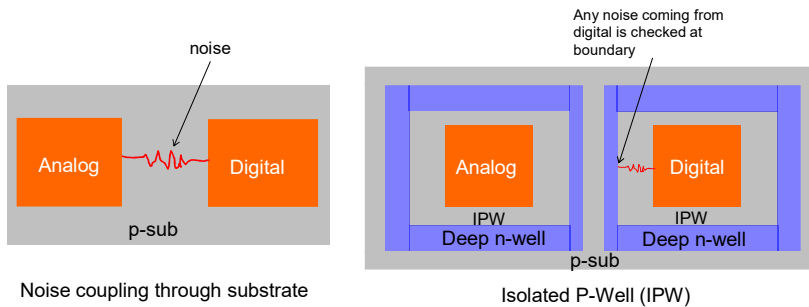 noise
Analog
Digital
p-sub
Noise coupling through substrate
Any noise coming from
digital is checked at
boundary
Analog
Digital
IPW
IPW
Deep n-well
Deep n-well
p-sub
Isolated P-Well (IPW)